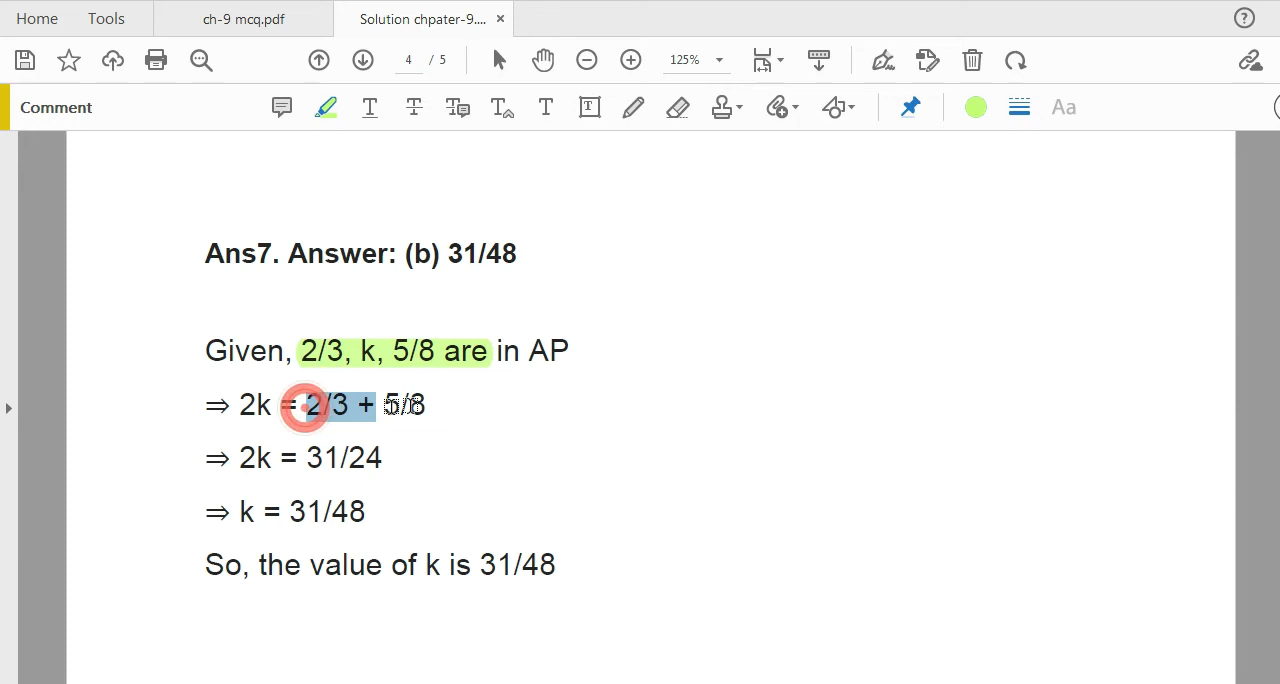 Home Tools ch-9 mcq.pdf Solution chpater-9.... ×
4 / 5 125%
Comment Aa
Ans7. Answer: (b) 31/48
Given, 2/3, k, 5/8 are in AP
⇒ 2k = 2/3 + 5/8
⇒ 2k = 31/24
⇒ k = 31/48
So, the value of k is 31/48